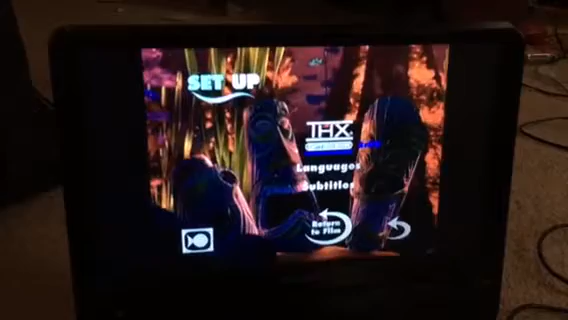 SET UP
THX
Languages
Subtitles
Return
to Film